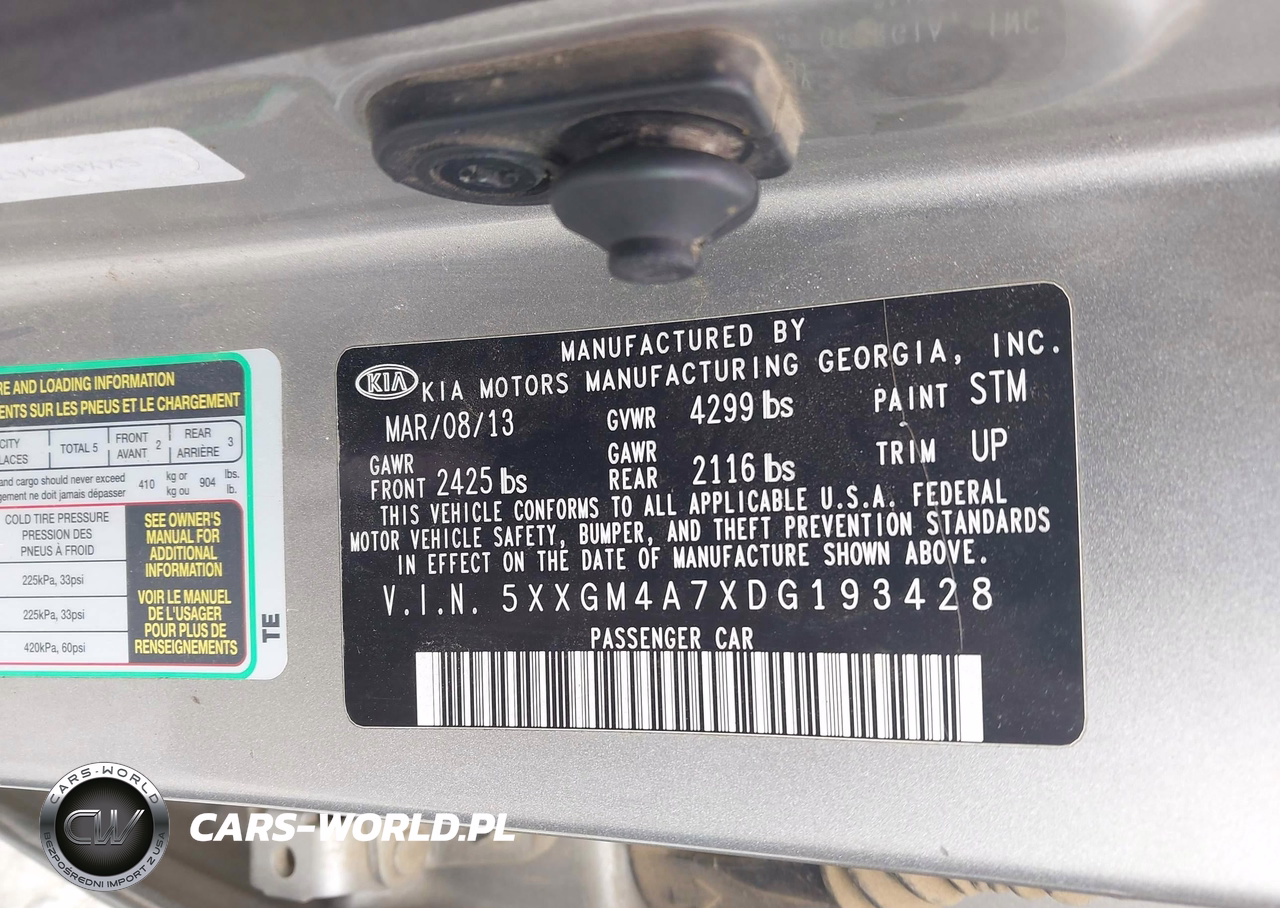 RE AND LOADING INFORMATION
ENTS SUR LES PNEUS ET LE CHARGEMENT
CITY
LACES
TOTAL 5
FRONT
AVANT
2
REAR
ARRIÈRE
3
and cargo should never exceed
gement ne doit jamais dépasser
410
kg or
kg ou
904
lbs.
lb.
COLD TIRE PRESSURE
PRESSION DES
PNEUS À FROID
225kPa, 33psi
225kPa, 33psi
420kPa, 60psi
SEE OWNER'S
MANUAL FOR
ADDITIONAL
INFORMATION
VOIR LE MANUEL
DE L'USAGER
POUR PLUS DE
RENSEIGNEMENTS
TE
MANUFACTURED BY
KIA KIA MOTORS MANUFACTURING GEORGIA, INC.
MAR/08/13 GVWR 4299 lbs PAINT STM
GAWR FRONT 2425 lbs GAWR REAR 2116 lbs TRIM UP
THIS VEHICLE CONFORMS TO ALL APPLICABLE U.S.A. FEDERAL
MOTOR VEHICLE SAFETY, BUMPER, AND THEFT PREVENTION STANDARDS
IN EFFECT ON THE DATE OF MANUFACTURE SHOWN ABOVE.
V.I.N. 5XXGM4A7XDG193428
PASSENGER CAR
CARS-WORLD
CW
BEZPOŚREDNI IMPORT Z USA
CARS-WORLD.PL